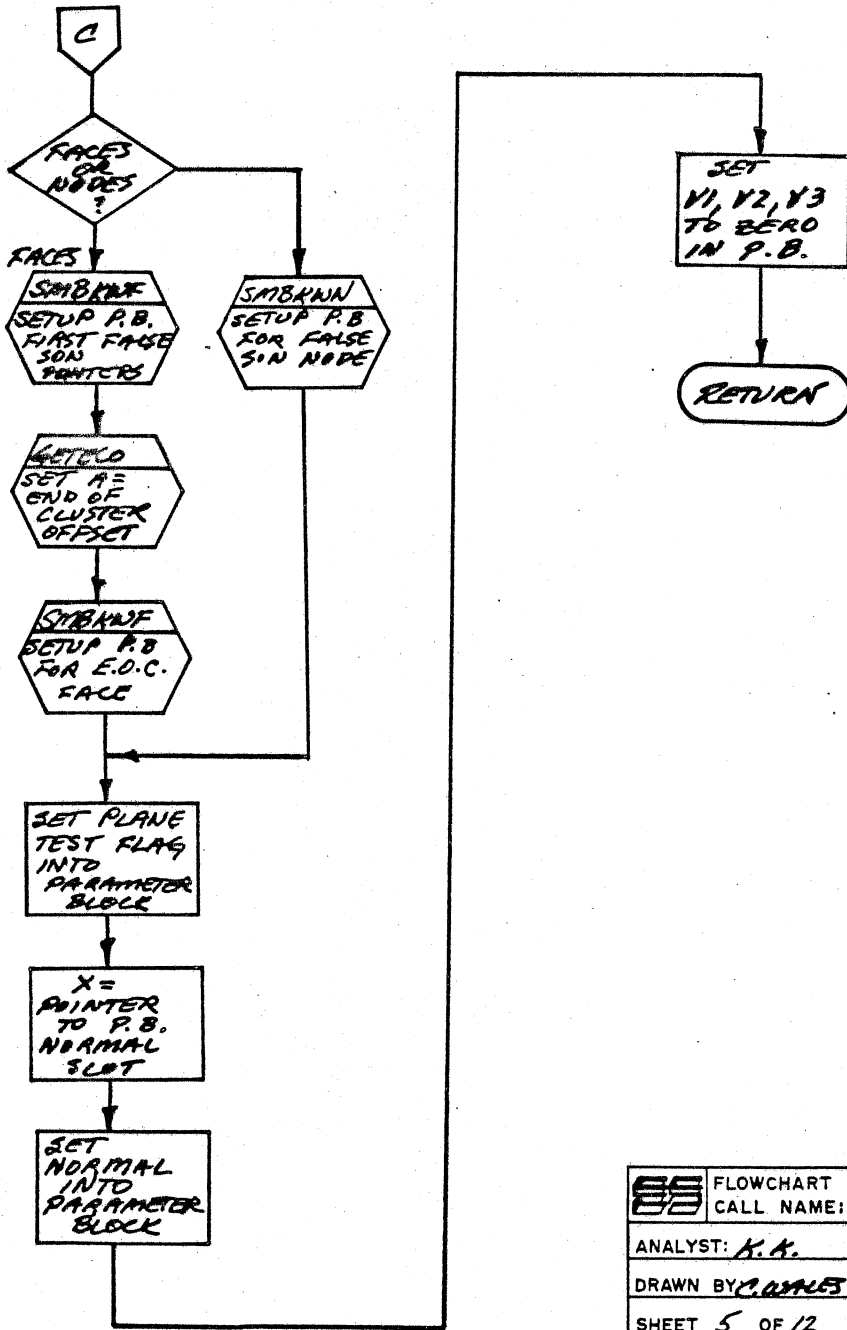 C
FACES
OR
NODES
?
FACES
SMBKWF
SETUP P.B.
FIRST FALSE
SON
POINTERS
SMBKWN
SETUP P.B
FOR FALSE
SON NODE
GETECO
SET A=
END OF
CLUSTER
OFFSET
SMBKWF
SETUP P.B
FOR E.O.C.
FACE
SET PLANE
TEST FLAG
INTO
PARAMETER
BLOCK
X=
POINTER
TO P.B.
NORMAL
SLOT
SET
NORMAL
INTO
PARAMETER
BLOCK
SET
V1, V2, V3
TO ZERO
IN P.B.
RETURN
FLOWCHART
CALL NAME:
ANALYST: K.K.
DRAWN BY C.WALES
SHEET 5 OF 12